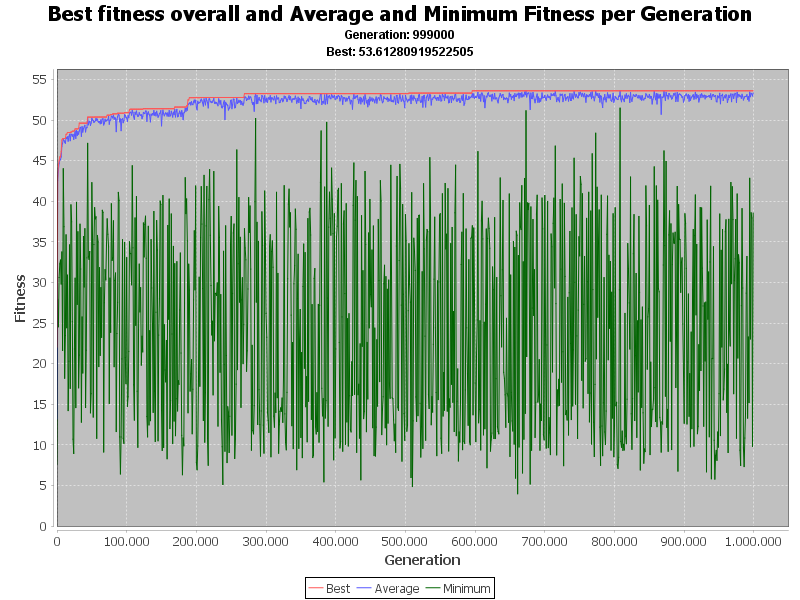 Best fitness overall and Average and Minimum Fitness per Generation
Generation: 999000
Best: 53.61280919522505
55
50
45
40
35
30
25
20
15
10
5
0
Fitness
0 100.000 200.000 300.000 400.000 500.000 600.000 700.000 800.000 900.000 1.000.000
Generation
Best Average Minimum